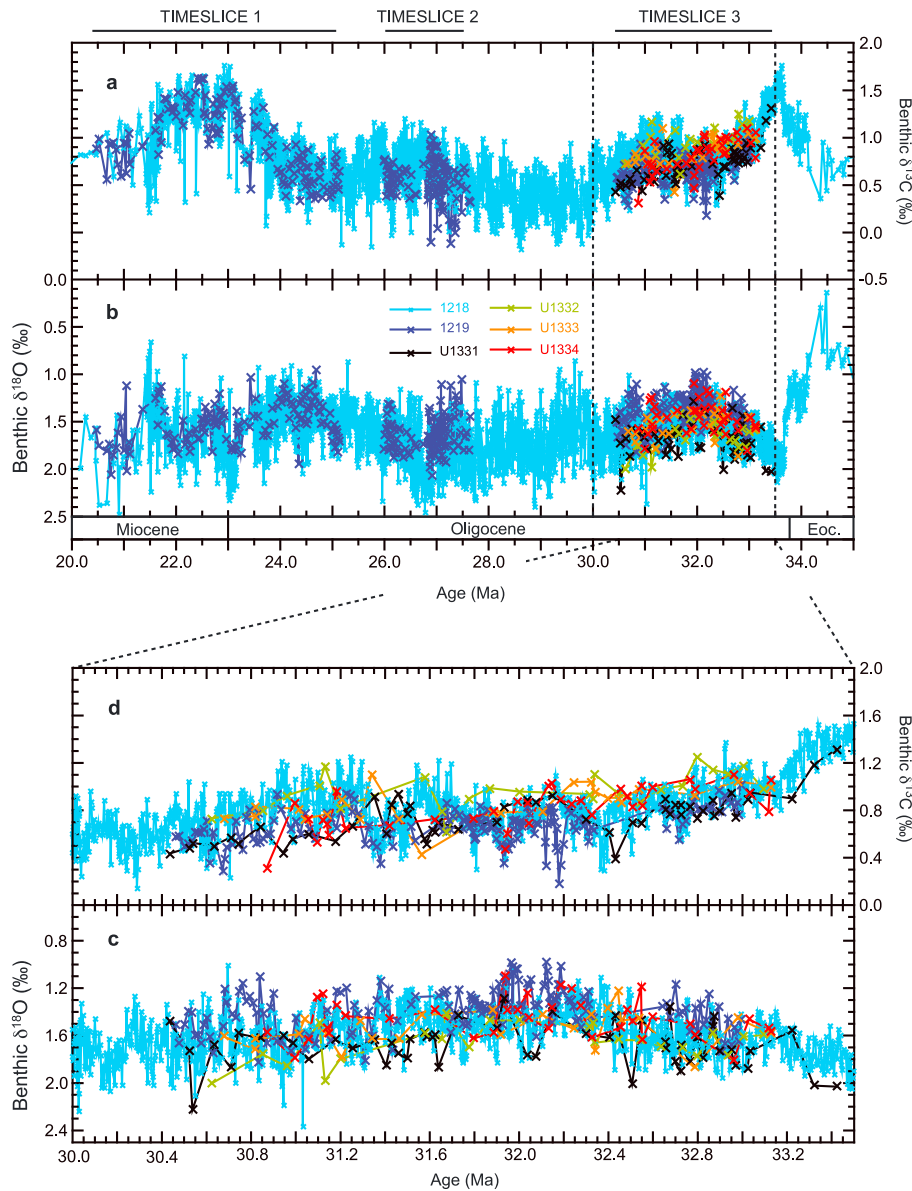 TIMESLICE 1 TIMESLICE 2 TIMESLICE 3
a
2.0
1.5
1.0
0.5
0.0
-0.5
Benthic δ¹³C (‰)
b
0.0
0.5
1.0
1.5
2.0
2.5
Benthic δ¹⁸O (‰)
1218 U1332
1219 U1333
U1331 U1334
Miocene Oligocene Eoc.
20.0 22.0 24.0 26.0 28.0 30.0 32.0 34.0
Age (Ma)
d
2.0
1.6
1.2
0.8
0.4
0.0
Benthic δ¹³C (‰)
c
0.8
1.2
1.6
2.0
2.4
Benthic δ¹⁸O (‰)
30.0 30.4 30.8 31.2 31.6 32.0 32.4 32.8 33.2
Age (Ma)